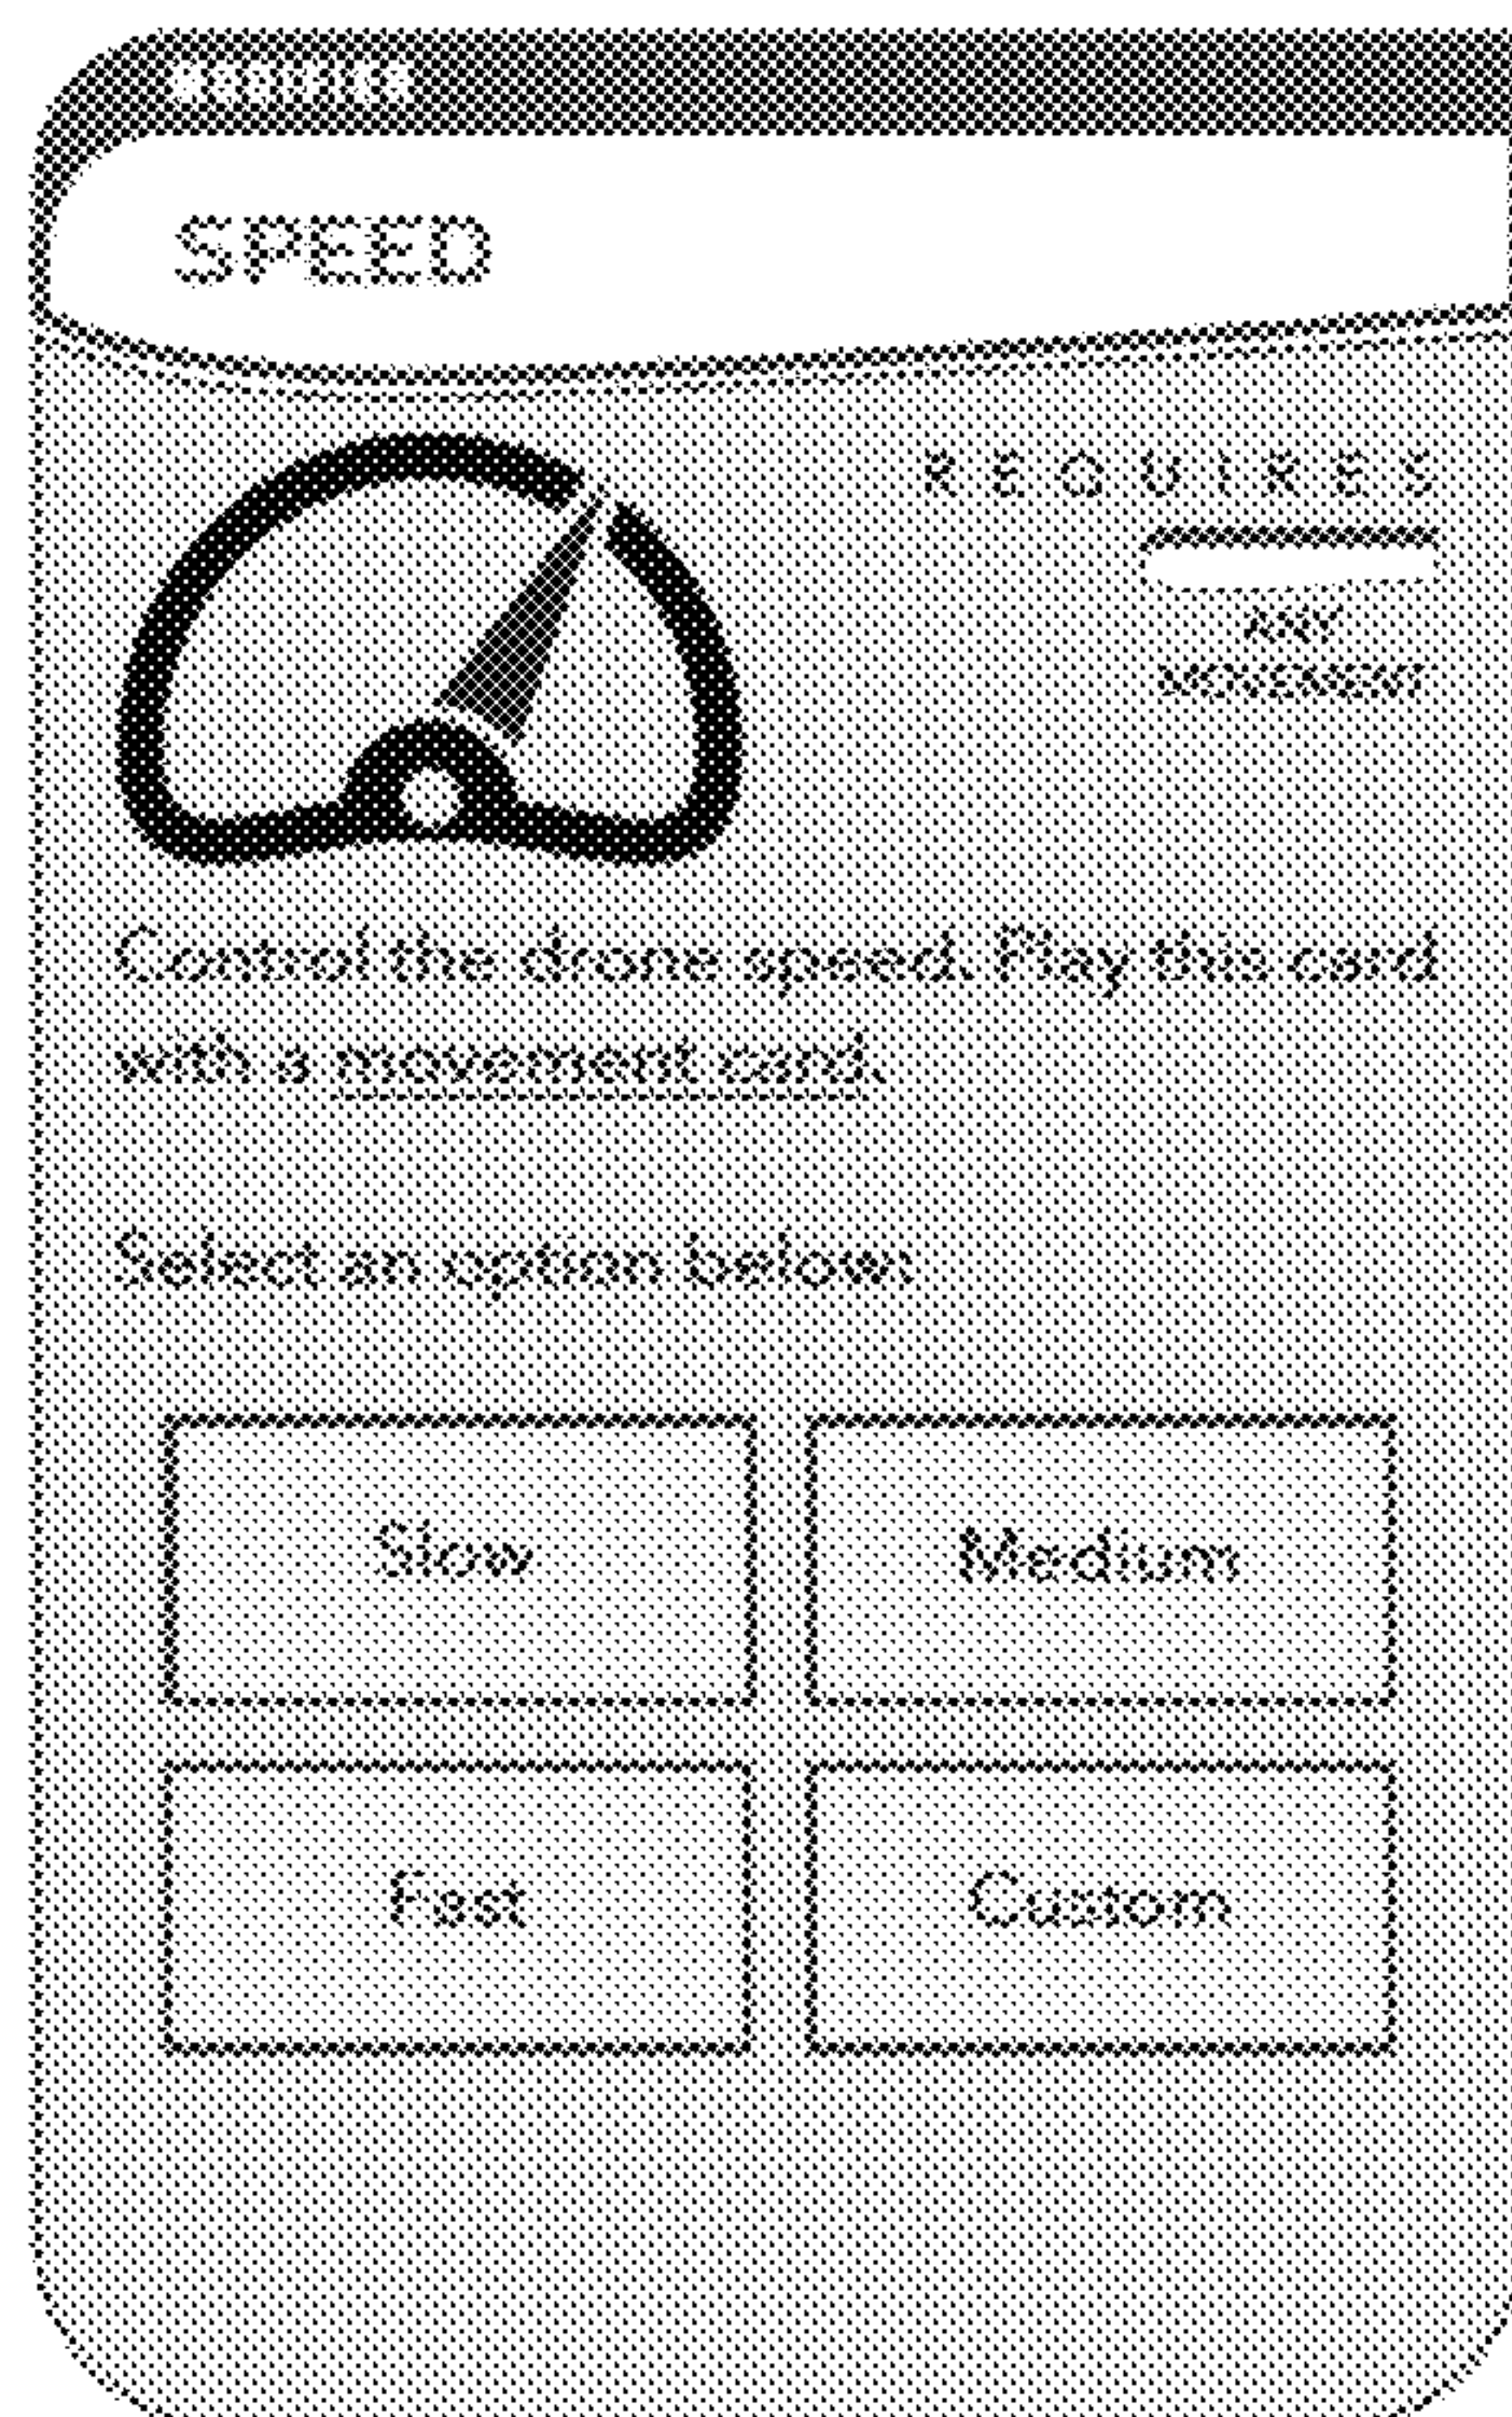 SPEED
REQUIRES
ANY
MOVEMENT
Control the drone speed. Play this card
with a movement card.
Select an option below:
Slow
Medium
Fast
Custom